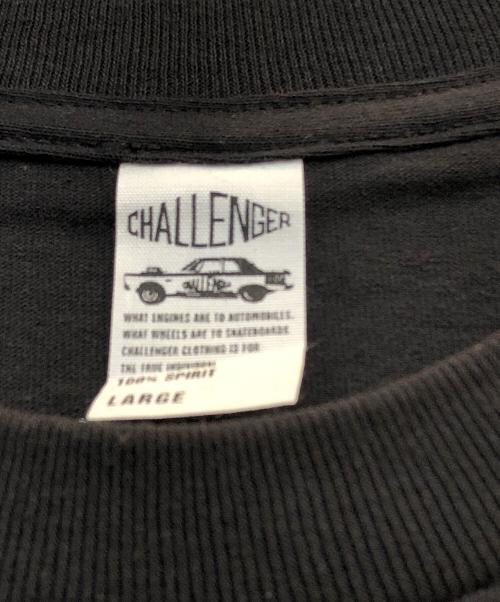 CHALLENGER
CHALLENGER
WHAT ENGINES ARE TO AUTOMOBILES.
WHAT WHEELS ARE TO SKATEBOARDS
CHALLENGER CLOTHING IS FOR
THE TRUE INDIVIDUAL
100% SPIRIT
LARGE